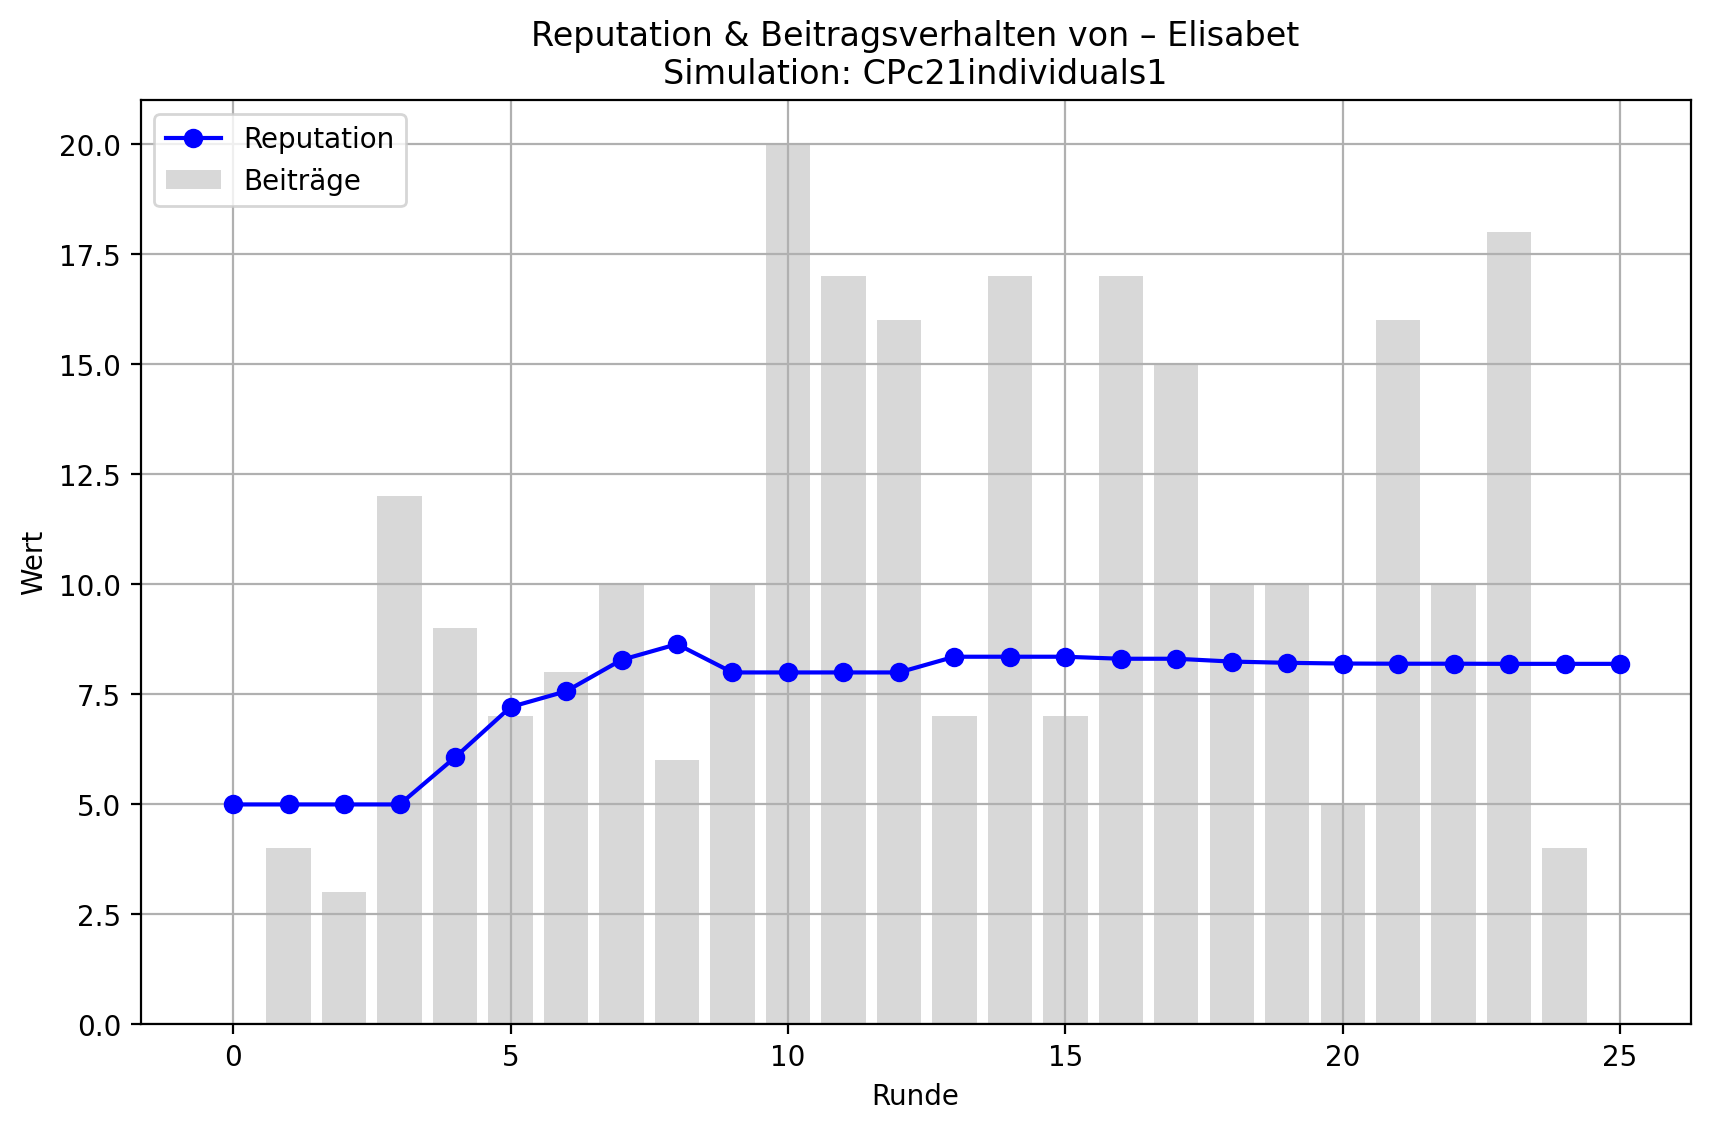 Reputation & Beitragsverhalten von – Elisabet
Simulation: CPc21individuals1
Reputation
Beiträge
20.0
17.5
15.0
12.5
10.0
7.5
5.0
2.5
0.0
Wert
0 5 10 15 20 25
Runde